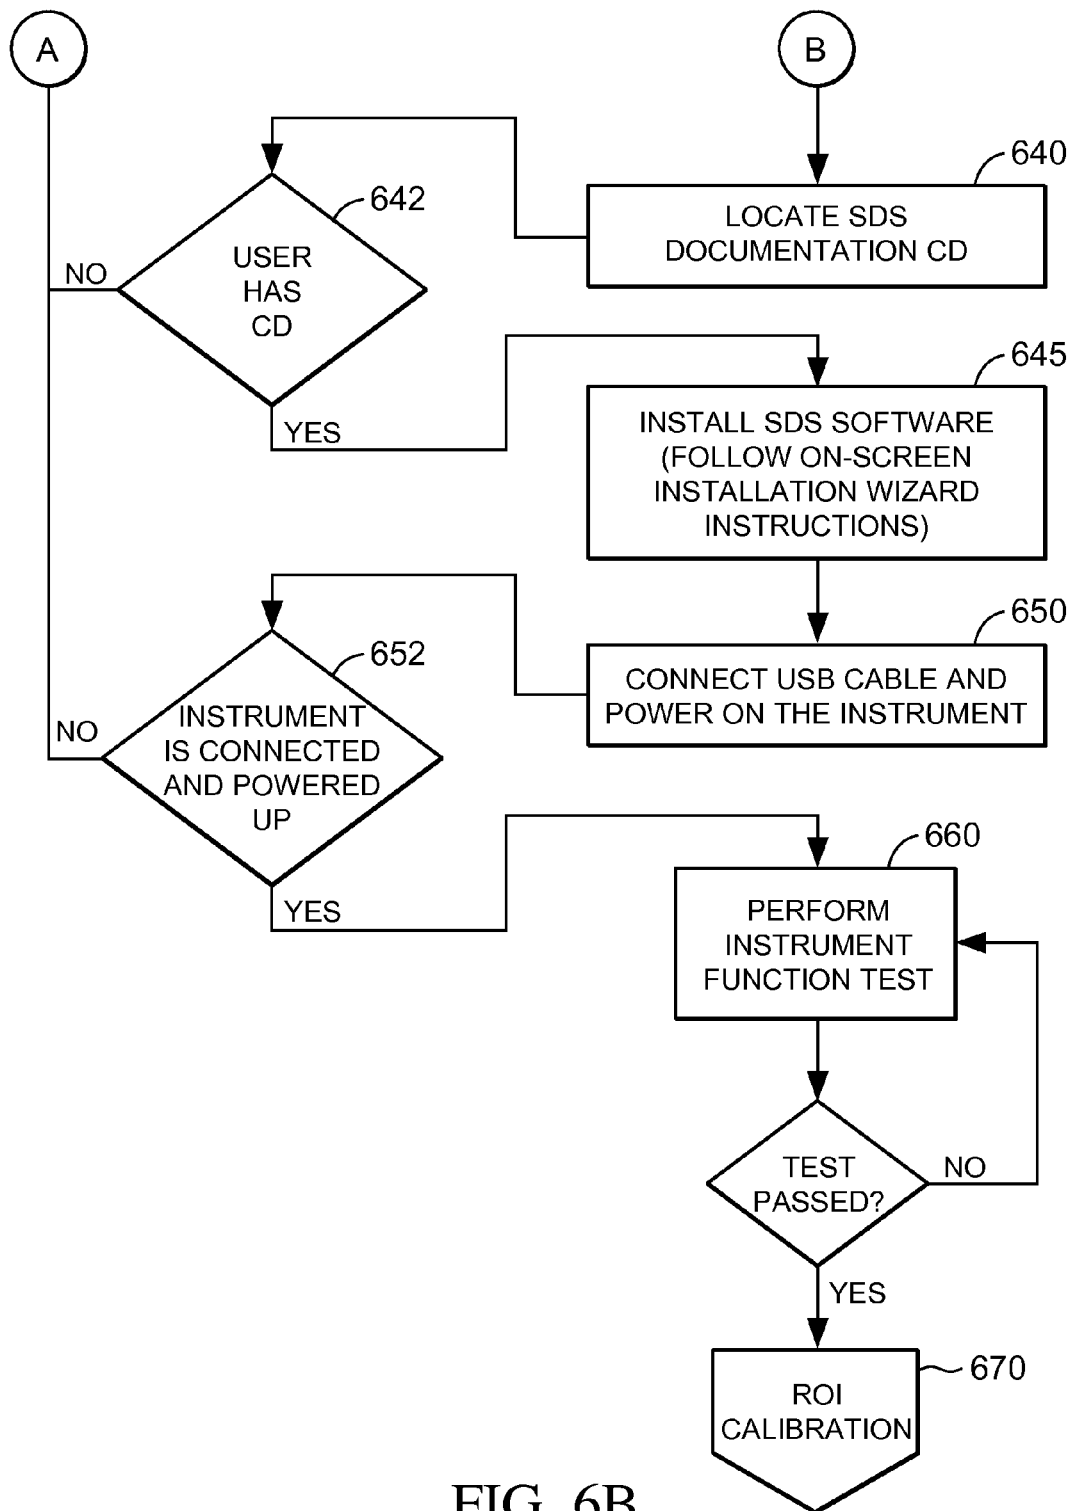 A
B
640
LOCATE SDS
DOCUMENTATION CD
642
USER
HAS
CD
NO
YES
645
INSTALL SDS SOFTWARE
(FOLLOW ON-SCREEN
INSTALLATION WIZARD
INSTRUCTIONS)
650
CONNECT USB CABLE AND
POWER ON THE INSTRUMENT
652
INSTRUMENT
IS CONNECTED
AND POWERED
UP
NO
YES
660
PERFORM
INSTRUMENT
FUNCTION TEST
TEST
PASSED?
NO
YES
670
ROI
CALIBRATION
FIG. 6B